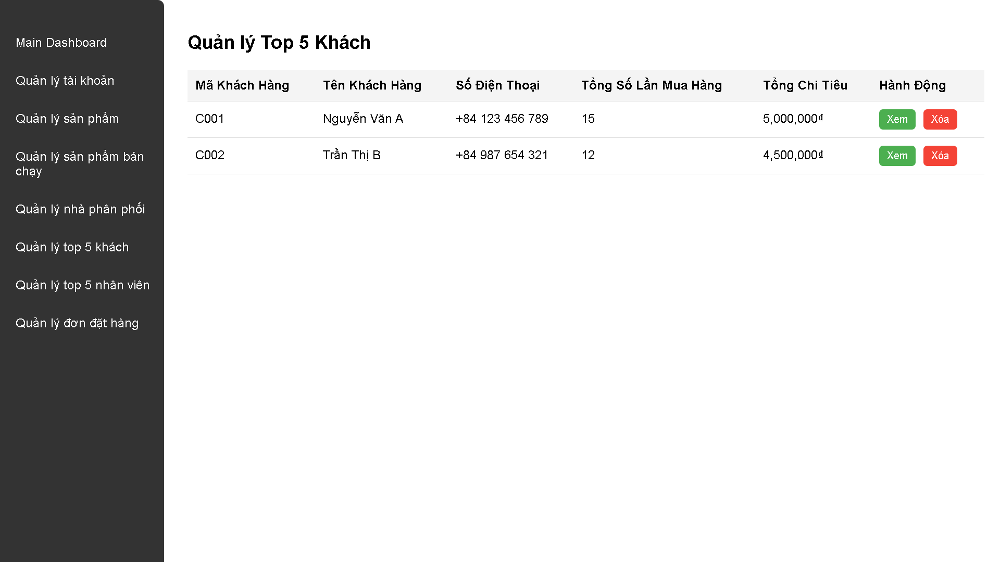 Main Dashboard
Quản lý tài khoản
Quản lý sản phẩm
Quản lý sản phẩm bán
chạy
Quản lý nhà phân phối
Quản lý top 5 khách
Quản lý top 5 nhân viên
Quản lý đơn đặt hàng
Quản lý Top 5 Khách
Mã Khách Hàng Tên Khách Hàng Số Điện Thoại Tổng Số Lần Mua Hàng Tổng Chi Tiêu Hành Động
C001 Nguyễn Văn A +84 123 456 789 15 5,000,000₫ Xem Xóa
C002 Trần Thị B +84 987 654 321 12 4,500,000₫ Xem Xóa